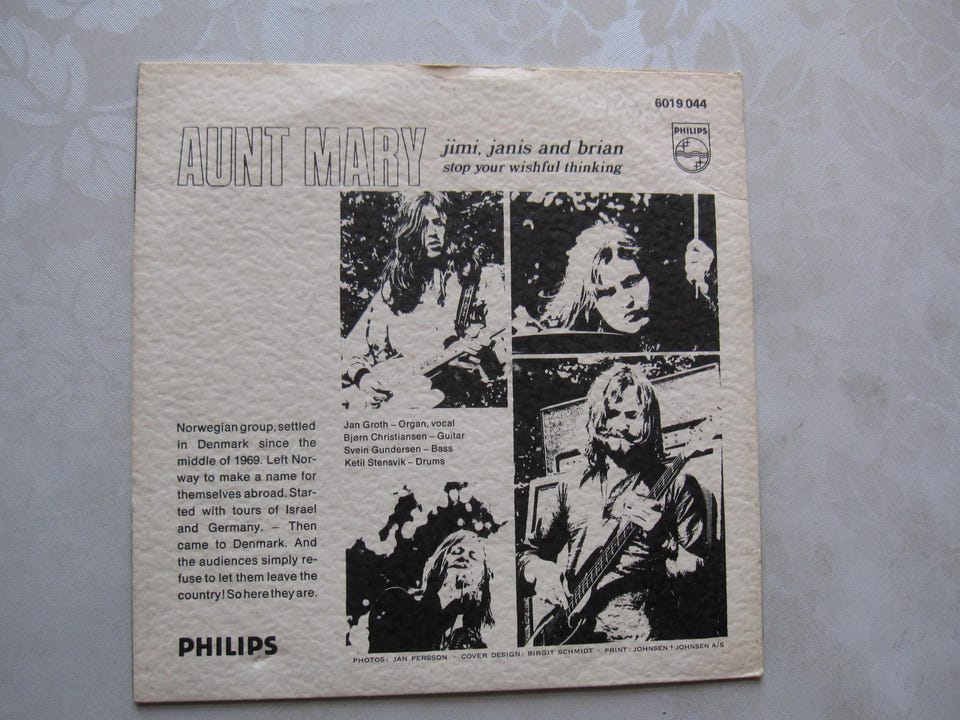 6019 044
PHILIPS
AUNT MARY
jimi, janis and brian
stop your wishful thinking
Norwegian group, settled
in Denmark since the
middle of 1969. Left Nor-
way to make a name for
themselves abroad. Star-
ted with tours of Israel
and Germany. – Then
came to Denmark. And
the audiences simply re-
fuse to let them leave the
country! So here they are.
Jan Groth – Organ, vocal
Bjørn Christiansen – Guitar
Svein Gundersen – Bass
Ketil Stensvik – Drums
PHILIPS
PHOTOS: JAN PERSSON · COVER DESIGN: BIRGIT SCHMIDT · PRINT: JOHNSEN+JOHNSEN A/S